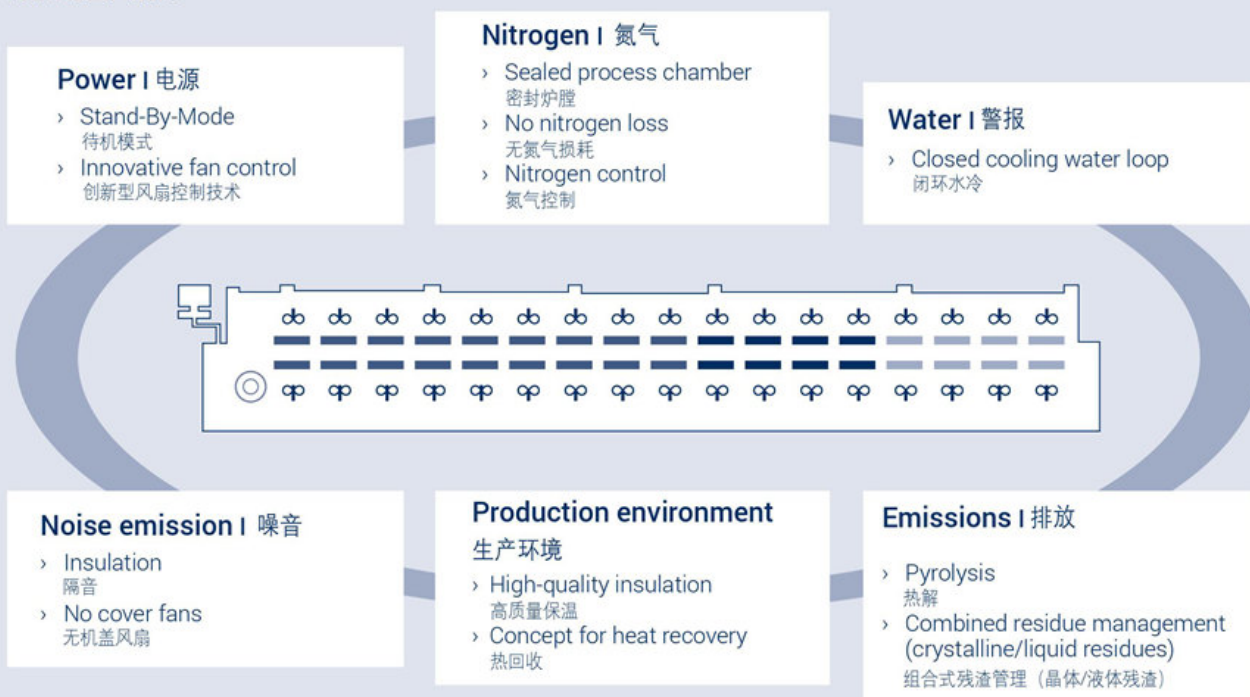 Power I 电源
› Stand-By-Mode
待机模式
› Innovative fan control
创新型风扇控制技术
Nitrogen I 氮气
› Sealed process chamber
密封炉膛
› No nitrogen loss
无氮气损耗
› Nitrogen control
氮气控制
Water I 警报
› Closed cooling water loop
闭环水冷
Noise emission I 噪音
› Insulation
隔音
› No cover fans
无机盖风扇
Production environment
生产环境
› High-quality insulation
高质量保温
› Concept for heat recovery
热回收
Emissions I 排放
› Pyrolysis
热解
› Combined residue management
(crystalline/liquid residues)
组合式残渣管理（晶体/液体残渣）